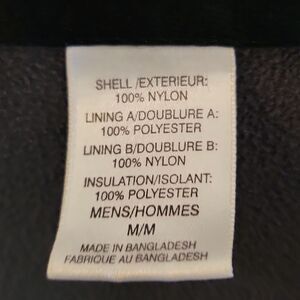 SHELL /EXTERIEUR:
100% NYLON
LINING A/DOUBLURE A:
100% POLYESTER
LINING B/DOUBLURE B:
100% NYLON
INSULATION/ISOLANT:
100% POLYESTER
MENS/HOMMES
M/M
MADE IN BANGLADESH
FABRIQUE AU BANGLADESH